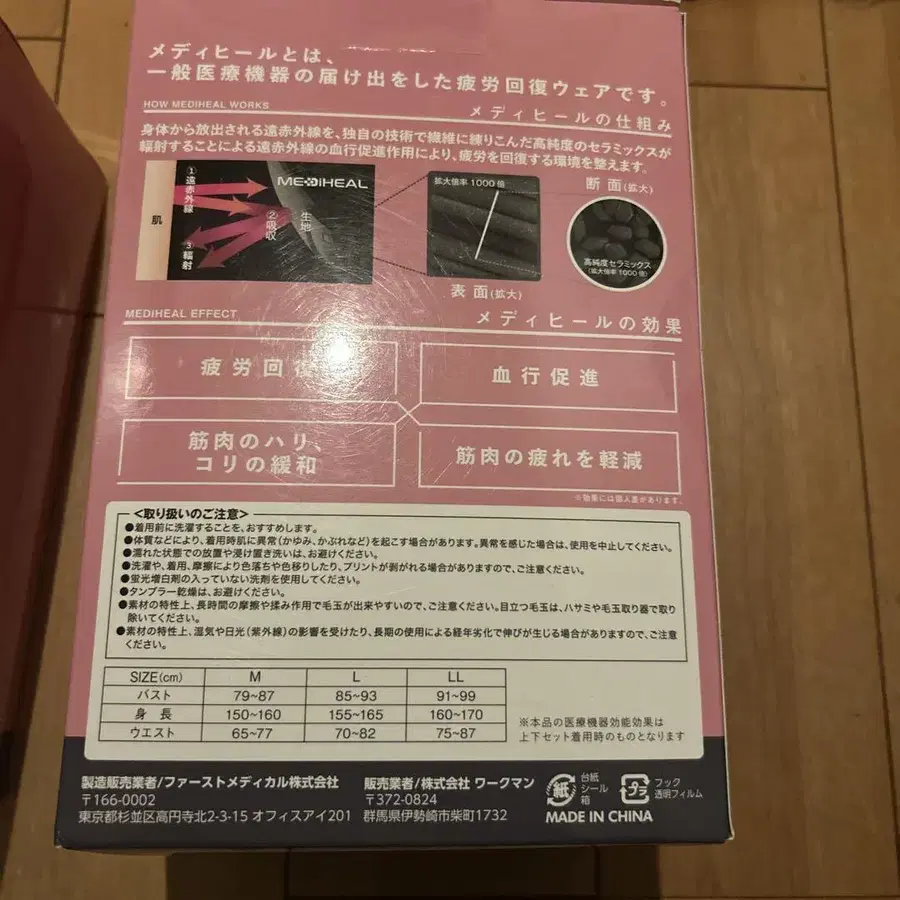 メディヒールとは、
一般医療機器の届け出をした疲労回復ウェアです。
HOW MEDIHEAL WORKS
メディヒールの仕組み
身体から放出される遠赤外線を、独自の技術で繊維に練りこんだ高純度のセラミックスが
輻射することによる遠赤外線の血行促進作用により、疲労を回復する環境を整えます。
肌
①遠赤外線
②吸収
③輻射
生地
MEDiHEAL
拡大倍率1000倍
表面(拡大)
断面(拡大)
高純度セラミックス
(拡大倍率1000倍)
MEDIHEAL EFFECT
メディヒールの効果
疲労回復
血行促進
筋肉のハリ、
コリの緩和
筋肉の疲れを軽減
※効果には個人差があります。
<取り扱いのご注意>
●着用前に洗濯することを、おすすめします。
●体質などにより、着用時肌に異常(かゆみ、かぶれなど)を起こす場合があります。異常を感じた場合は、使用を中止してください。
●濡れた状態での放置や浸け置き洗いは、お避けください。
●洗濯や、着用、摩擦により色落ちや色移りしたり、プリントが剥がれる場合がありますので、ご注意ください。
●蛍光増白剤の入っていない洗剤を使用してください。
●タンブラー乾燥は、お避けください。
●素材の特性上、長時間の摩擦や揉み作用で毛玉が出来やすいので、ご注意ください。目立つ毛玉は、ハサミや毛玉取り器で取り
除いてください。
●素材の特性上、湿気や日光(紫外線)の影響を受けたり、長期の使用による経年劣化で伸びが生じる場合がありますので、ご注意
ください。
SIZE(cm) M L LL
バスト 79~87 85~93 91~99
身長 150~160 155~165 160~170
ウエスト 65~77 70~82 75~87
※本品の医療機器効能効果は
上下セット着用時のものとなります
製造販売業者/ファーストメディカル株式会社
〒166-0002
東京都杉並区高円寺北2-3-15 オフィスアイ201
販売業者/株式会社 ワークマン
〒372-0824
群馬県伊勢崎市柴町1732
紙
台紙
シール
箱
プラ
フック
透明フィルム
MADE IN CHINA